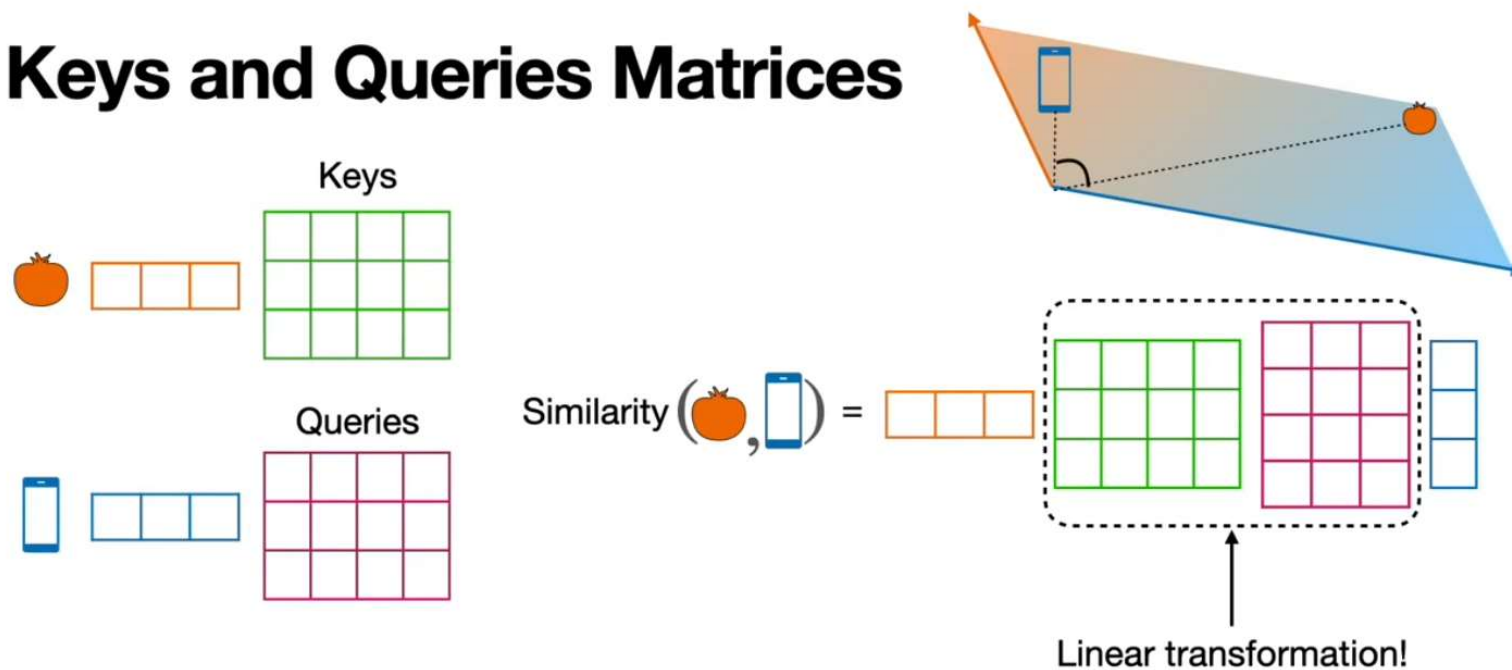 Keys and Queries Matrices
Keys
Queries
Similarity ( , ) =
Linear transformation!